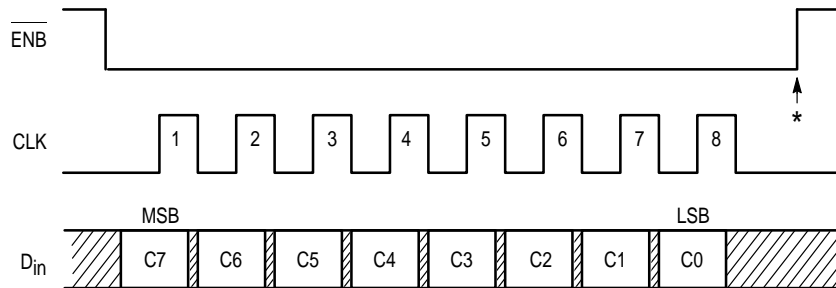 ENB
*
CLK 1 2 3 4 5 6 7 8
MSB LSB
Din C7 C6 C5 C4 C3 C2 C1 C0